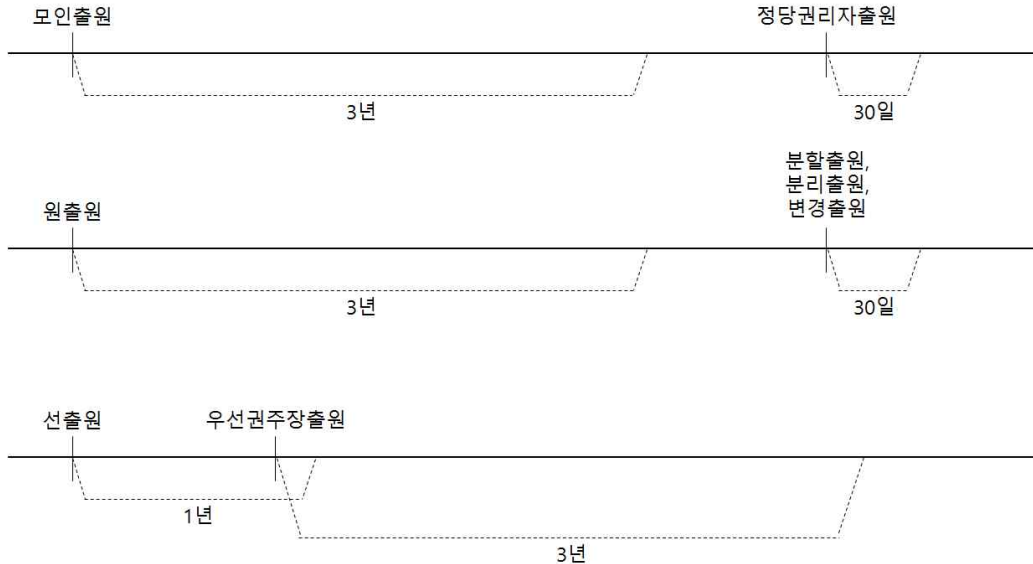 모인출원
정당권리자출원
3년
30일
분할출원,
분리출원,
변경출원
원출원
3년
30일
선출원
우선권주장출원
1년
3년